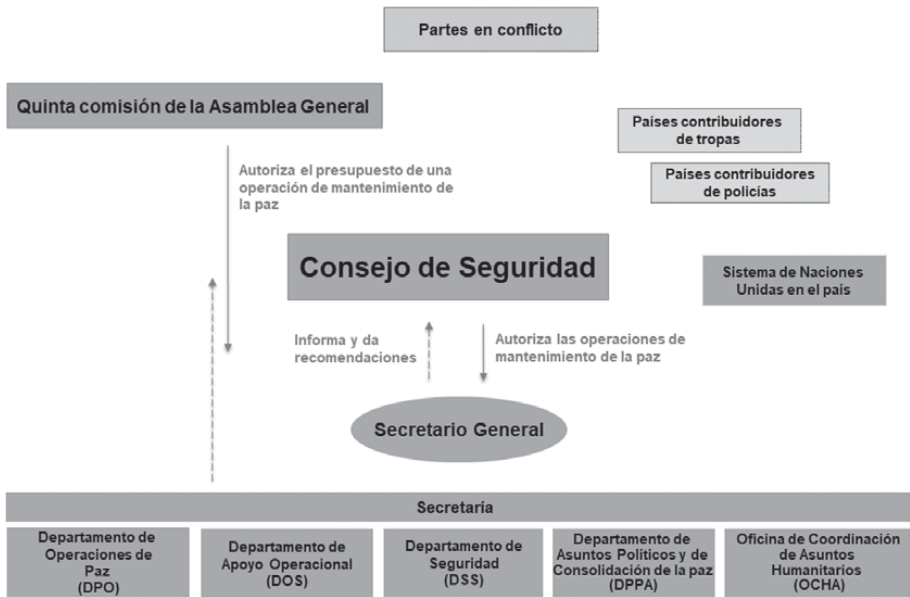 Partes en conflicto
Quinta comisión de la Asamblea General
Países contribuidores
de tropas
Países contribuidores
de policías
Autoriza el presupuesto de una
operación de mantenimiento de
la paz
Consejo de Seguridad
Sistema de Naciones
Unidas en el país
Informa y da
recomendaciones
Autoriza las operaciones de
mantenimiento de la paz
Secretario General
Secretaría
Departamento de
Operaciones de
Paz
(DPO)
Departamento de
Apoyo Operacional
(DOS)
Departamento de
Seguridad
(DSS)
Departamento de
Asuntos Políticos y de
Consolidación de la paz
(DPPA)
Oficina de Coordinación
de Asuntos
Humanitarios
(OCHA)